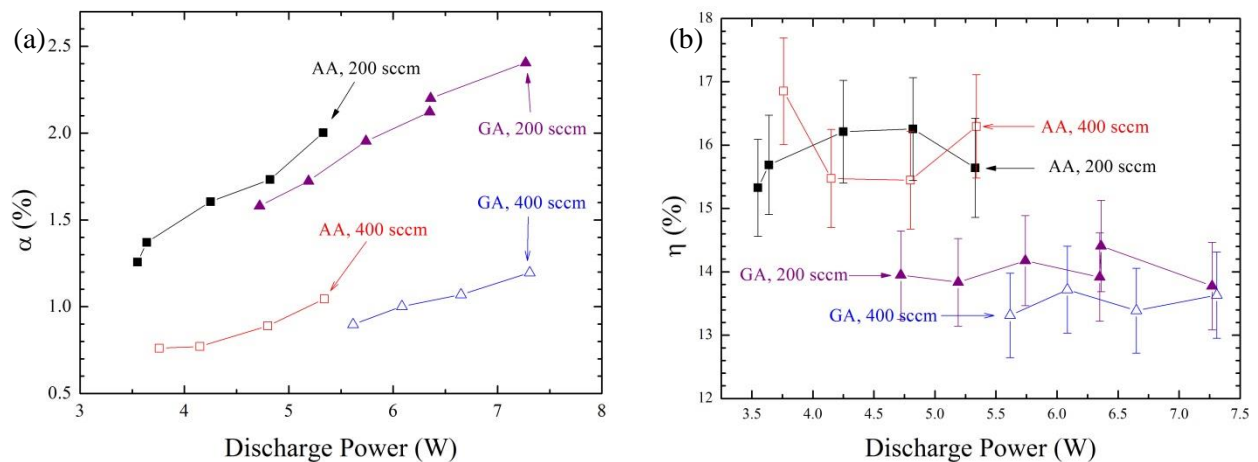 (a)
2.5
2.0
1.5
1.0
0.5
α (%)
AA, 200 sccm
GA, 200 sccm
GA, 400 sccm
AA, 400 sccm
3 4 5 6 7 8
Discharge Power (W)
(b)
18
17
16
15
14
13
12
η (%)
AA, 400 sccm
AA, 200 sccm
GA, 200 sccm
GA, 400 sccm
3.5 4.0 4.5 5.0 5.5 6.0 6.5 7.0 7.5
Discharge Power (W)